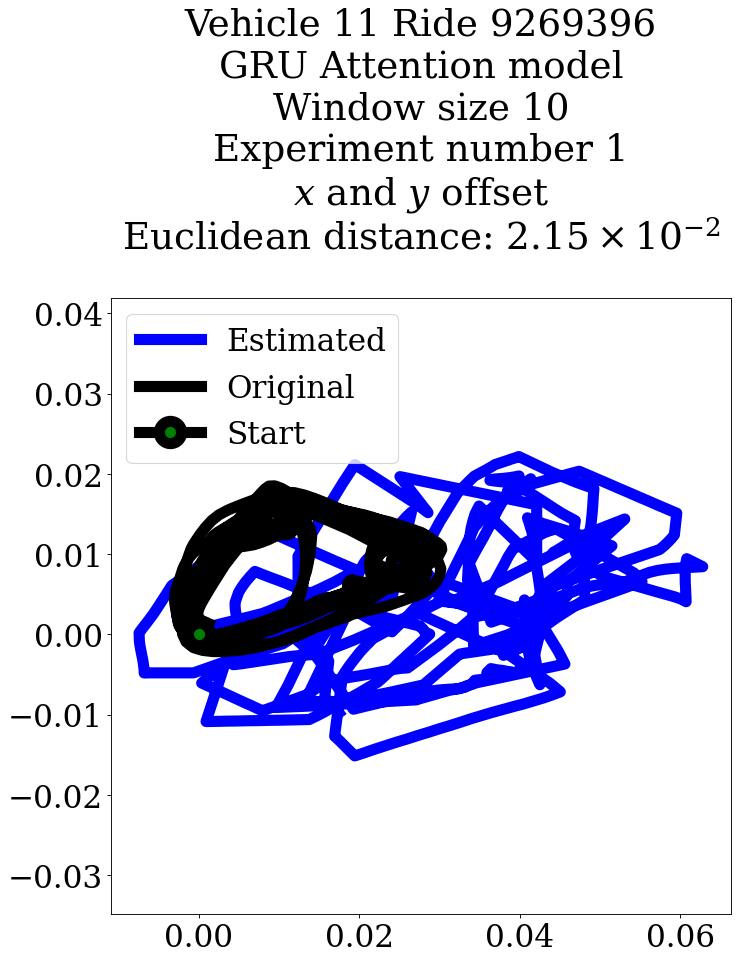 Vehicle 11 Ride 9269396
GRU Attention model
Window size 10
Experiment number 1
x and y offset
Euclidean distance: 2.15 × 10⁻²
Estimated
Original
Start
0.04
0.03
0.02
0.01
0.00
−0.01
−0.02
−0.03
0.00 0.02 0.04 0.06